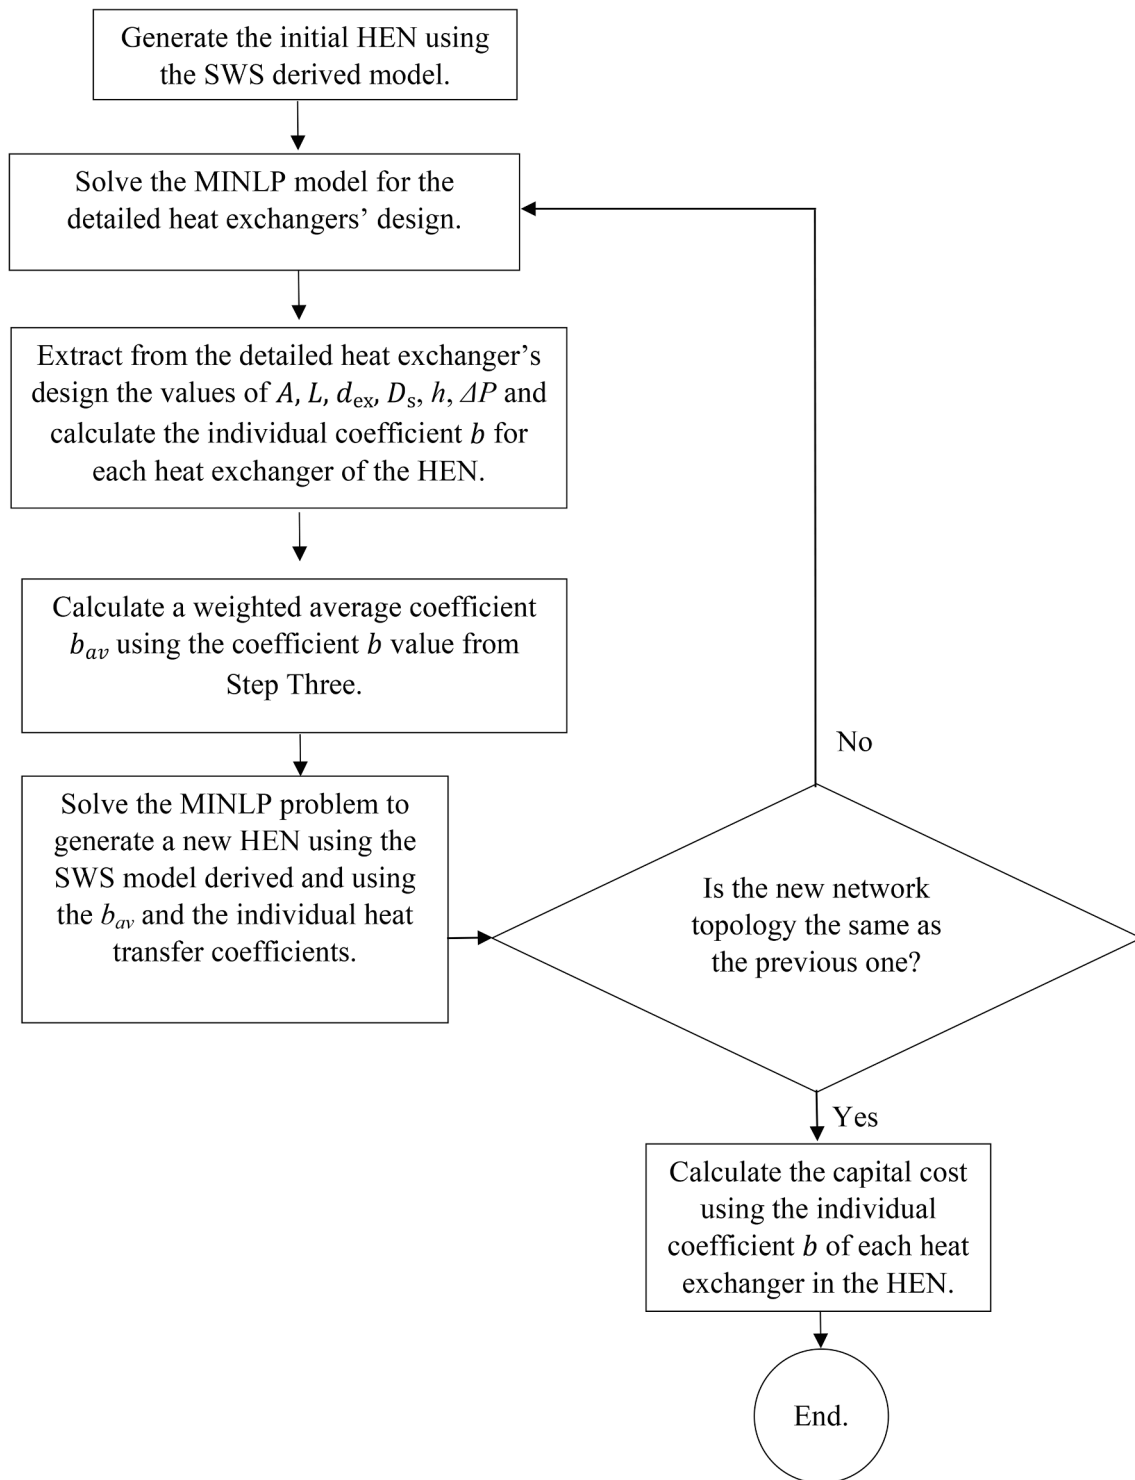 Generate the initial HEN using
the SWS derived model.
Solve the MINLP model for the
detailed heat exchangers’ design.
Extract from the detailed heat exchanger’s
design the values of A, L, dₑₓ, Dₛ, h, ΔP and
calculate the individual coefficient b for
each heat exchanger of the HEN.
Calculate a weighted average coefficient
b_av using the coefficient b value from
Step Three.
Solve the MINLP problem to
generate a new HEN using the
SWS model derived and using
the b_av and the individual heat
transfer coefficients.
No
Is the new network
topology the same as
the previous one?
Yes
Calculate the capital cost
using the individual
coefficient b of each heat
exchanger in the HEN.
End.